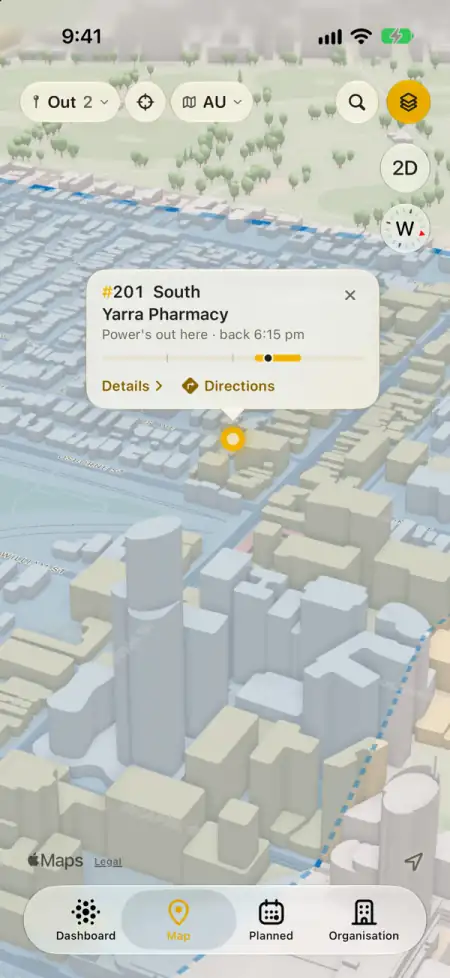 9:41
Out 2
AU
2D
W
#201 South
Yarra Pharmacy
Power's out here · back 6:15 pm
Details
Directions
Maps
Legal
Dashboard
Map
Planned
Organisation